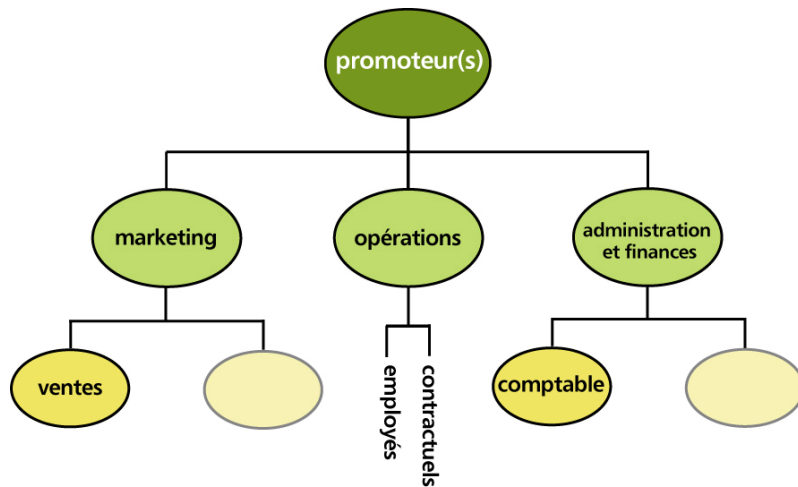 promoteur(s)
marketing
opérations
administration
et finances
ventes
employés
contractuels
comptable